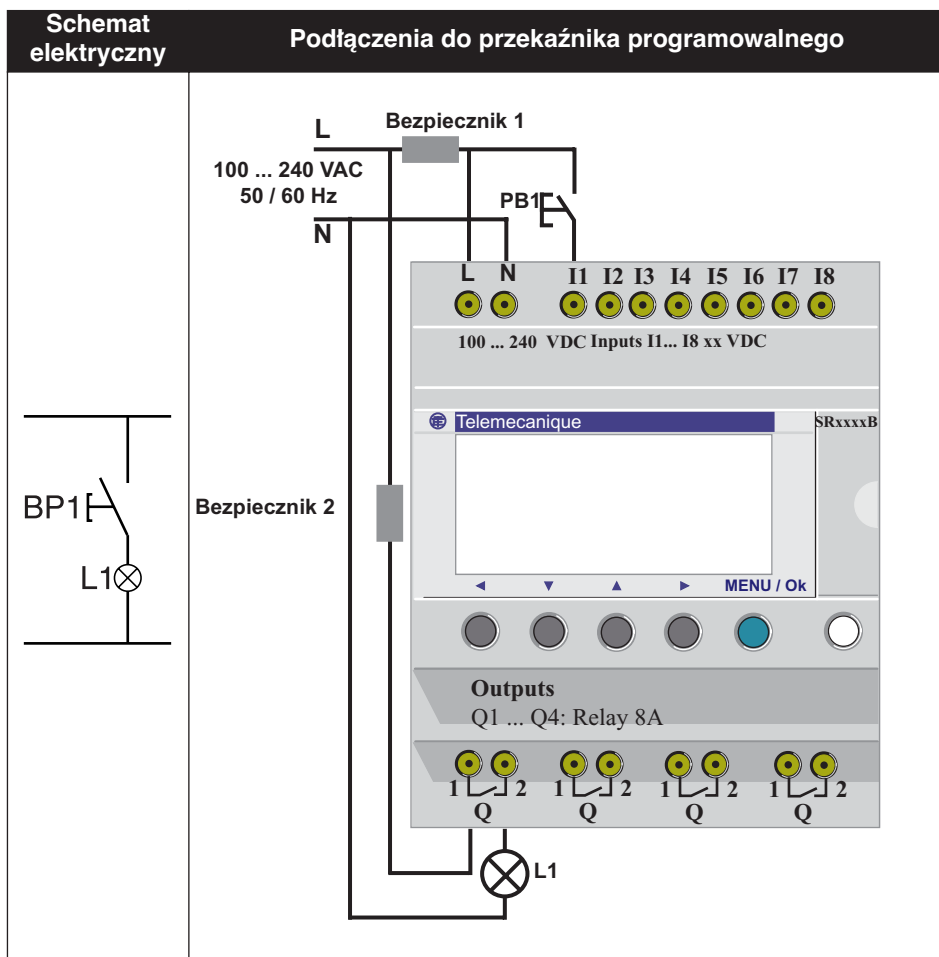 Schemat
elektryczny
Podłączenia do przekaźnika programowalnego
L
Bezpiecznik 1
100 ... 240 VAC
50 / 60 Hz
N
PB1
L N I1 I2 I3 I4 I5 I6 I7 I8
100 ... 240 VDC Inputs I1... I8 xx VDC
Telemecanique
SRxxxxB
BP1
L1
Bezpiecznik 2
MENU / Ok
Outputs
Q1 ... Q4: Relay 8A
1 2 1 2 1 2 1 2
Q Q Q Q
L1